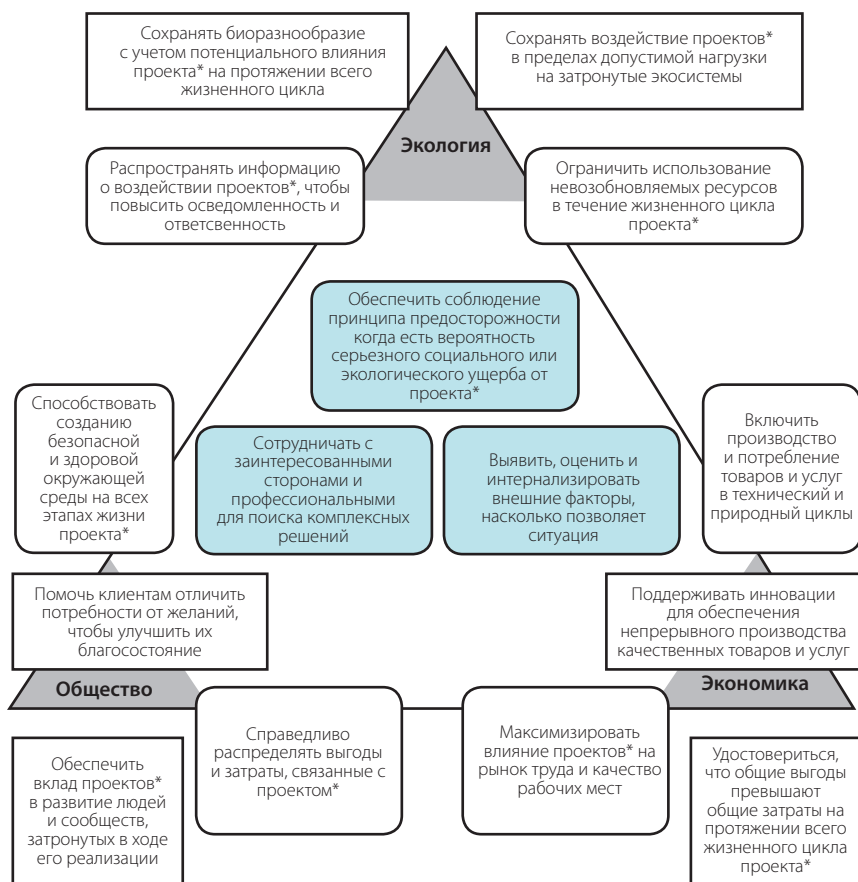 Сохранять биоразнообразие
с учетом потенциального влияния
проекта* на протяжении всего
жизненного цикла
Сохранять воздействие проектов*
в пределах допустимой нагрузки
на затронутые экосистемы
Экология
Распространять информацию
о воздействии проектов*, чтобы
повысить осведомленность и
ответсвенность
Ограничить использование
невозобновляемых ресурсов
в течение жизненного цикла
проекта*
Обеспечить соблюдение
принципа предосторожности
когда есть вероятность
серьезного социального или
экологического ущерба от
проекта*
Способствовать
созданию
безопасной
и здоровой
окружающей
среды на всех
этапах жизни
проекта*
Сотрудничать с
заинтересованными
сторонами и
профессиональными
для поиска комплексных
решений
Выявить, оценить и
интернализировать
внешние факторы,
насколько позволяет
ситуация
Включить
производство
и потребление
товаров и услуг
в технический и
природный циклы
Помочь клиентам отличить
потребности от желаний,
чтобы улучшить их
благосостояние
Поддерживать инновации
для обеспечения
непрерывного производства
качественных товаров и услуг
Общество
Экономика
Обеспечить
вклад проектов*
в развитие людей
и сообществ,
затронутых в ходе
его реализации
Справедливо
распределять выгоды
и затраты, связанные с
проектом*
Максимизировать
влияние проектов* на
рынок труда и качество
рабочих мест
Удостовериться,
что общие выгоды
превышают
общие затраты на
протяжении всего
жизненного цикла
проекта*